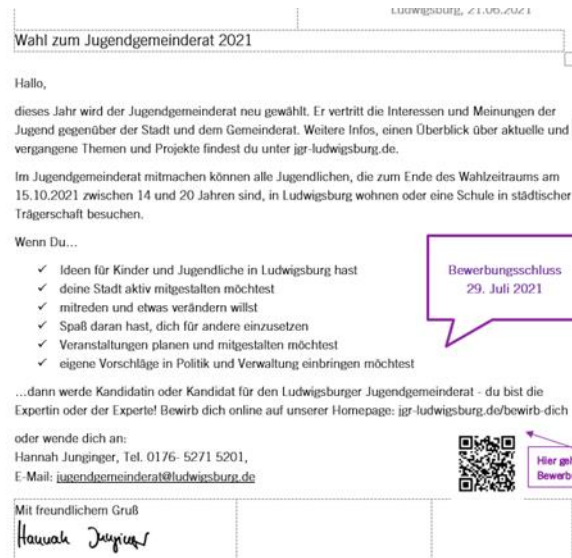 Ludwigsburg, 21.06.2021
Wahl zum Jugendgemeinderat 2021
Hallo,
dieses Jahr wird der Jugendgemeinderat neu gewählt. Er vertritt die Interessen und Meinungen der
Jugend gegenüber der Stadt und dem Gemeinderat. Weitere Infos, einen Überblick über aktuelle und
vergangene Themen und Projekte findest du unter jgr-ludwigsburg.de.
Im Jugendgemeinderat mitmachen können alle Jugendlichen, die zum Ende des Wahlzeitraums am
15.10.2021 zwischen 14 und 20 Jahren sind, in Ludwigsburg wohnen oder eine Schule in städtischer
Trägerschaft besuchen.
Wenn Du...
✓ Ideen für Kinder und Jugendliche in Ludwigsburg hast
✓ deine Stadt aktiv mitgestalten möchtest
✓ mitreden und etwas verändern willst
✓ Spaß daran hast, dich für andere einzusetzen
✓ Veranstaltungen planen und mitgestalten möchtest
✓ eigene Vorschläge in Politik und Verwaltung einbringen möchtest
Bewerbungsschluss
29. Juli 2021
...dann werde Kandidatin oder Kandidat für den Ludwigsburger Jugendgemeinderat - du bist die
Expertin oder der Experte! Bewirb dich online auf unserer Homepage: jgr-ludwigsburg.de/bewirb-dich
oder wende dich an:
Hannah Junginger, Tel. 0176- 5271 5201,
E-Mail: jugendgemeinderat@ludwigsburg.de
Hier geh
Bewerb
Mit freundlichem Gruß
Hannah Junginger